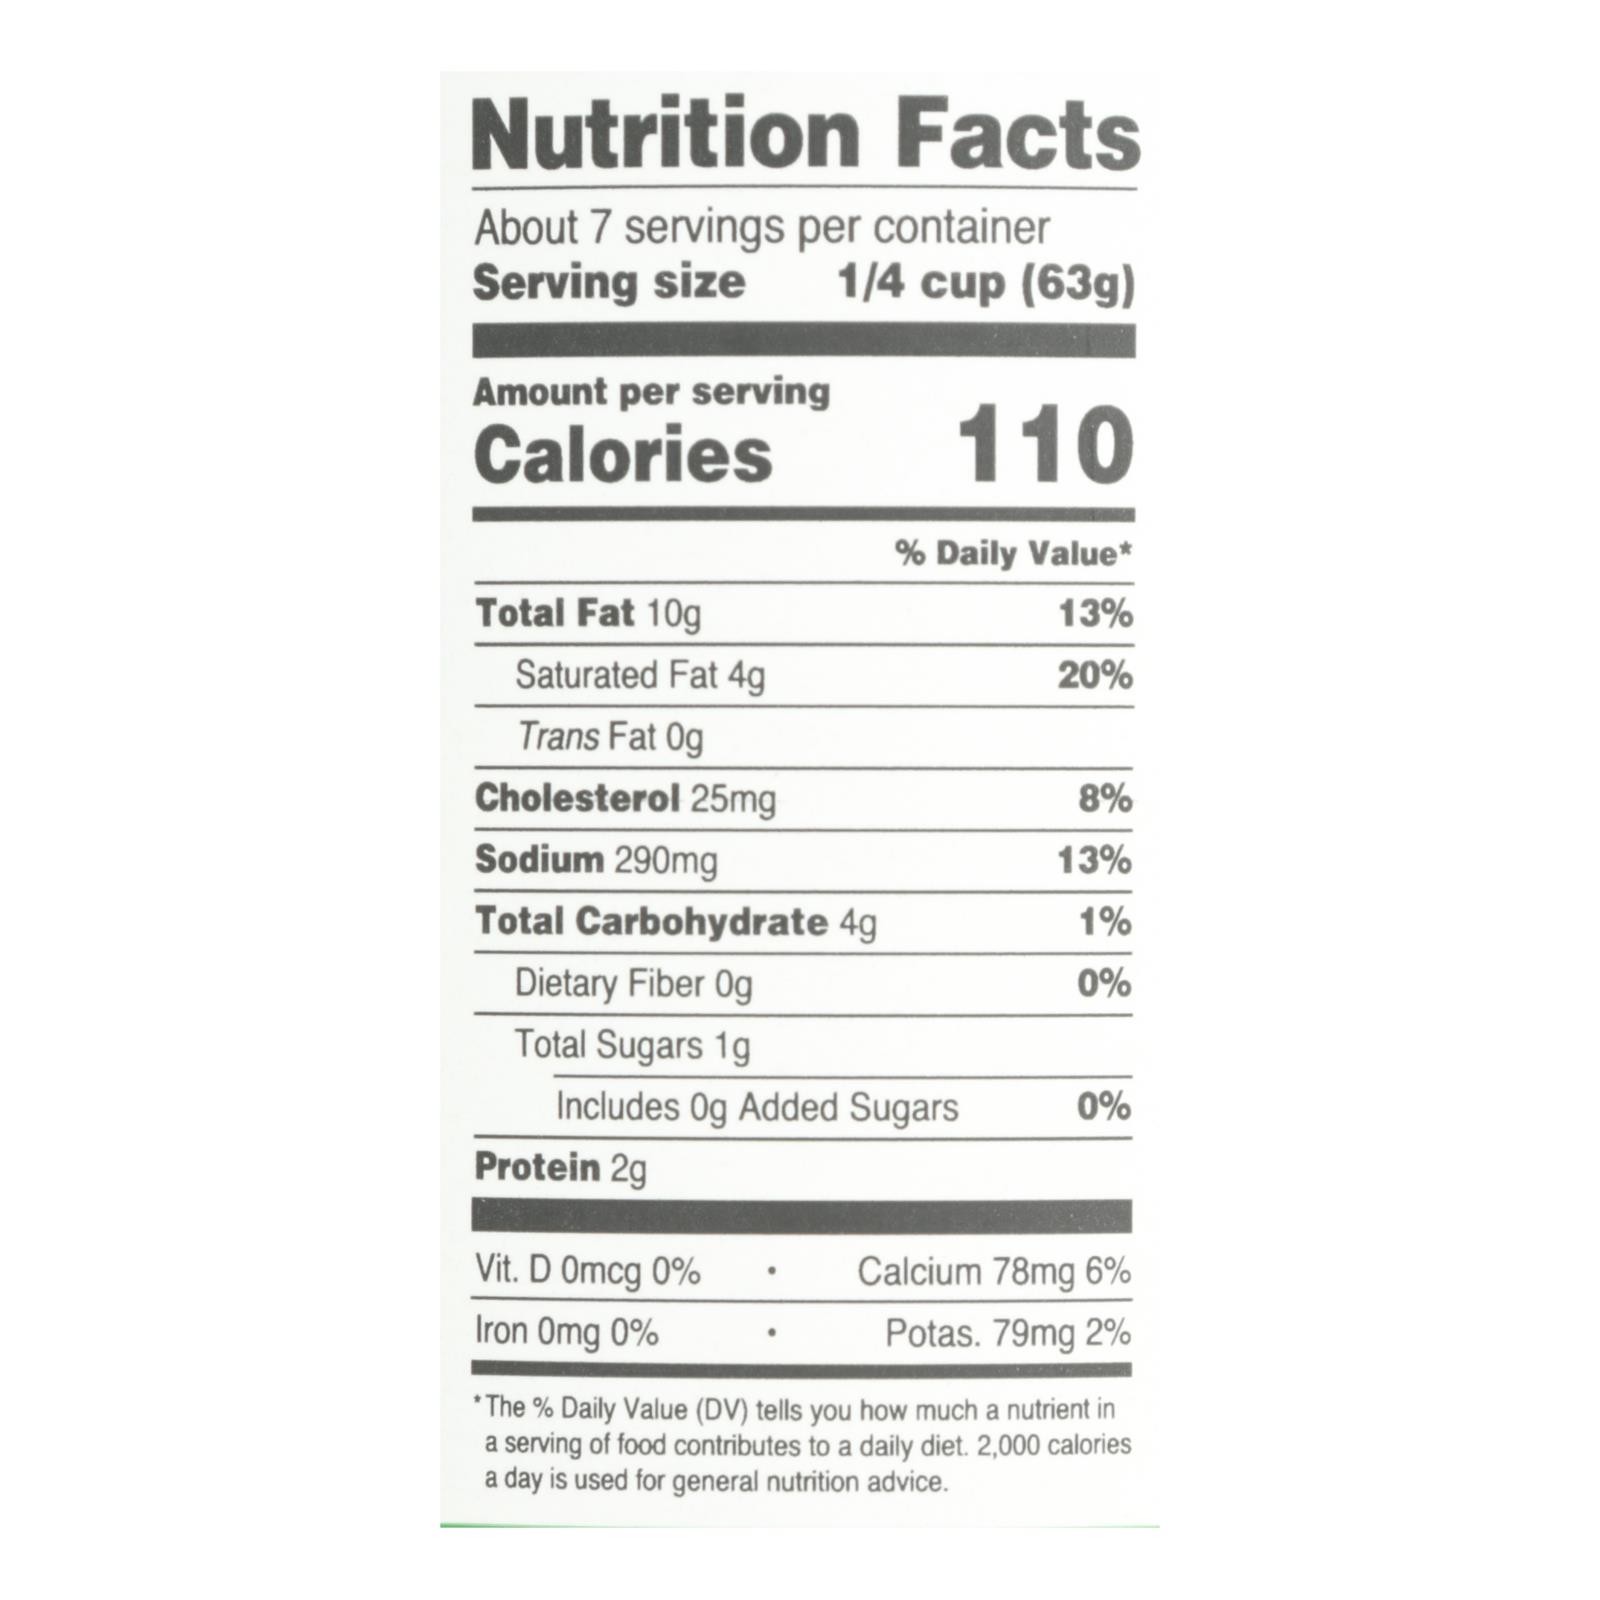 Nutrition Facts
About 7 servings per container
Serving size 1/4 cup (63g)
Amount per serving
Calories 110
% Daily Value*
Total Fat 10g 13%
Saturated Fat 4g 20%
Trans Fat 0g
Cholesterol 25mg 8%
Sodium 290mg 13%
Total Carbohydrate 4g 1%
Dietary Fiber 0g 0%
Total Sugars 1g
Includes 0g Added Sugars 0%
Protein 2g
Vit. D 0mcg 0% • Calcium 78mg 6%
Iron 0mg 0% • Potas. 79mg 2%
*The % Daily Value (DV) tells you how much a nutrient in
a serving of food contributes to a daily diet. 2,000 calories
a day is used for general nutrition advice.